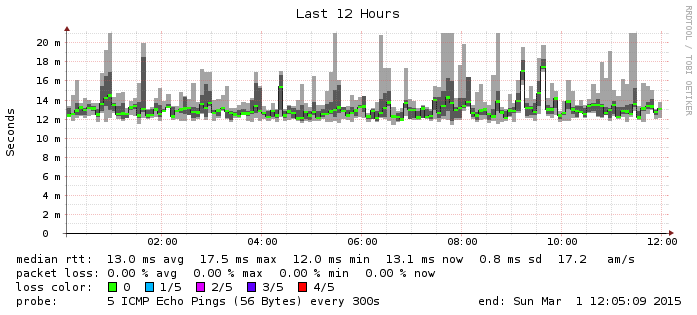 Last 12 Hours
RRDTOOL / TOBI OETIKER
Seconds
20 m
18 m
16 m
14 m
12 m
10 m
8 m
6 m
4 m
2 m
0
02:00 04:00 06:00 08:00 10:00 12:00
median rtt: 13.0 ms avg 17.5 ms max 12.0 ms min 13.1 ms now 0.8 ms sd 17.2 am/s
packet loss: 0.00 % avg 0.00 % max 0.00 % min 0.00 % now
loss color: 0 1/5 2/5 3/5 4/5
probe: 5 ICMP Echo Pings (56 Bytes) every 300s end: Sun Mar 1 12:05:09 2015